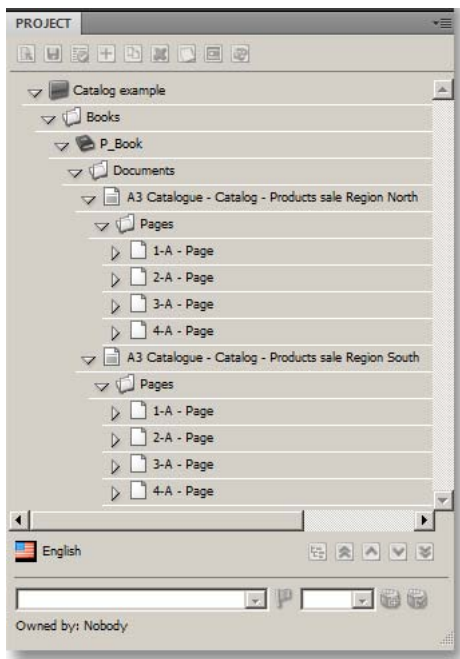 PROJECT
Catalog example
Books
P_Book
Documents
A3 Catalogue - Catalog - Products sale Region North
Pages
1-A - Page
2-A - Page
3-A - Page
4-A - Page
A3 Catalogue - Catalog - Products sale Region South
Pages
1-A - Page
2-A - Page
3-A - Page
4-A - Page
English
Owned by: Nobody